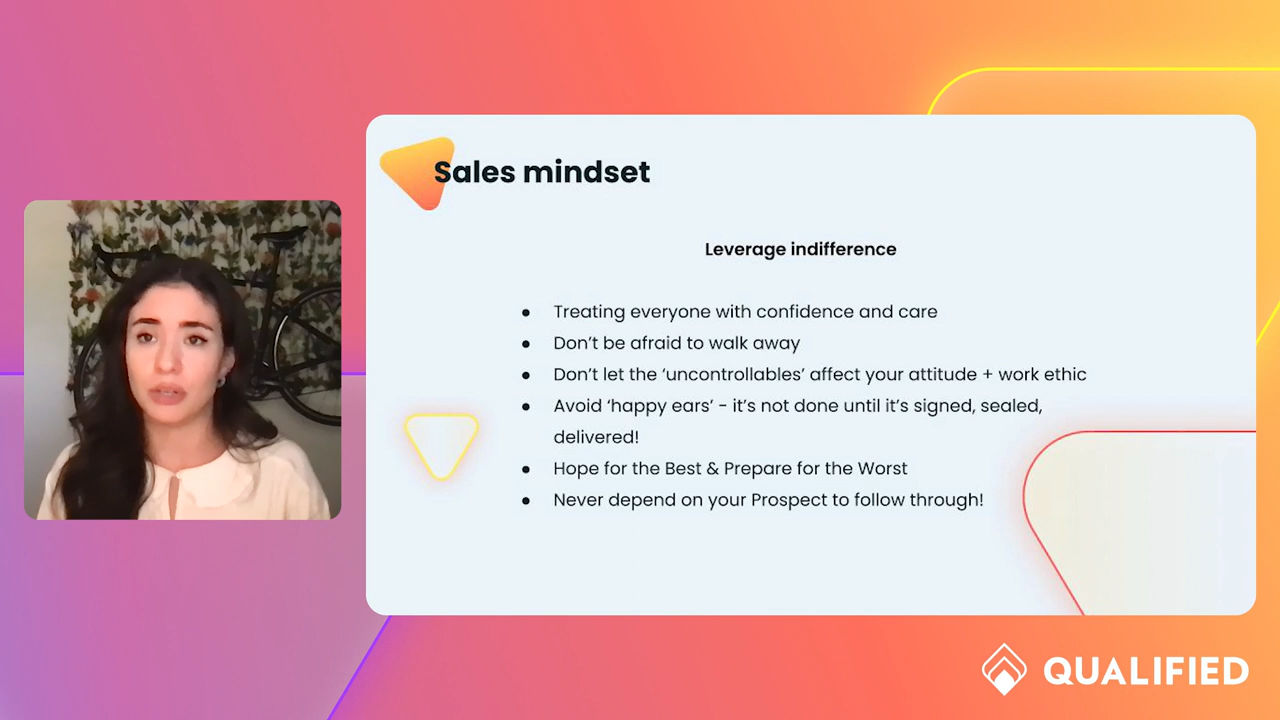 Sales mindset
Leverage indifference
● Treating everyone with confidence and care
● Don’t be afraid to walk away
● Don’t let the ‘uncontrollables’ affect your attitude + work ethic
● Avoid ‘happy ears’ - it’s not done until it’s signed, sealed,
delivered!
● Hope for the Best & Prepare for the Worst
● Never depend on your Prospect to follow through!
QUALIFIED